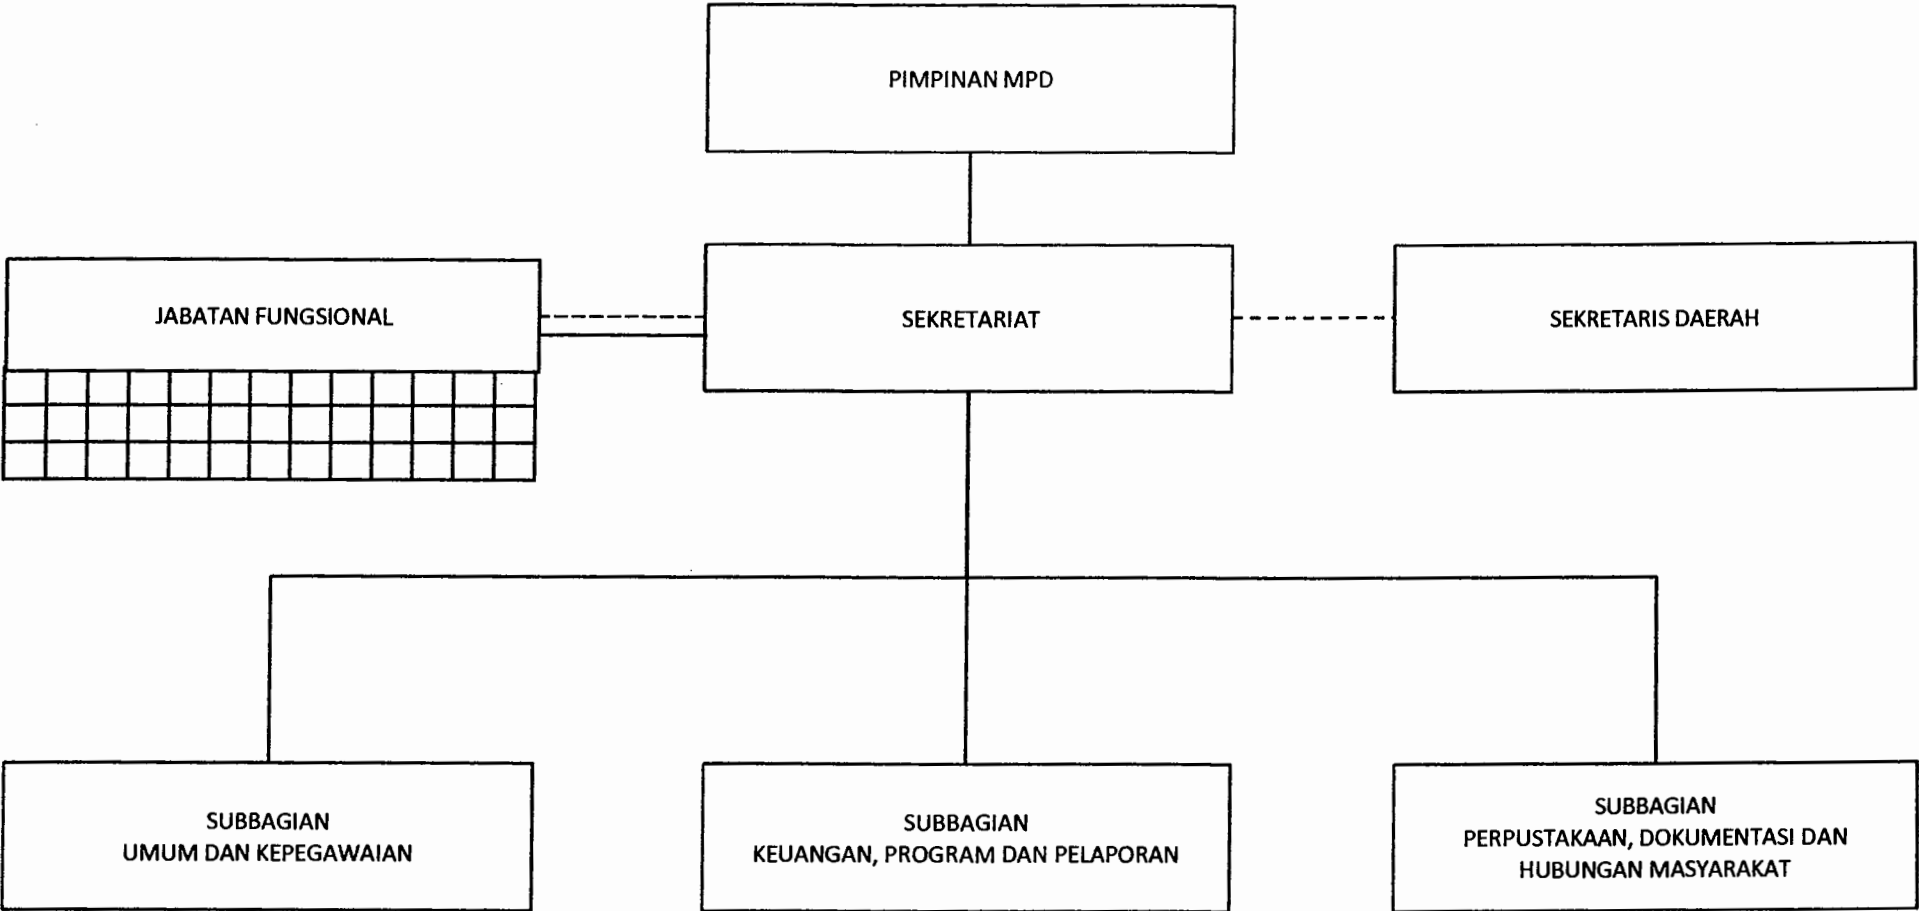 PIMPINAN MPD
JABATAN FUNGSIONAL
SEKRETARIAT
SEKRETARIS DAERAH
SUBBAGIAN
UMUM DAN KEPEGAWAIAN
SUBBAGIAN
KEUANGAN, PROGRAM DAN PELAPORAN
SUBBAGIAN
PERPUSTAKAAN, DOKUMENTASI DAN
HUBUNGAN MASYARAKAT